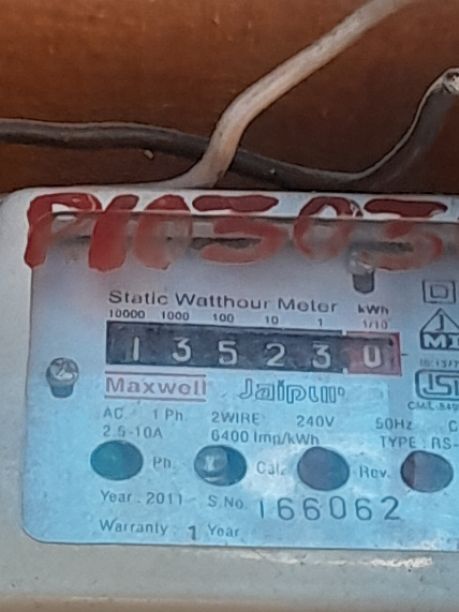 Static Watthour Meter kWh
10000 1000 100 10 1 1/10
1 3 5 2 3 0
Maxwell Jaipur
AC. 1 Ph. 2WIRE 240V 50Hz
2.5-10A 6400 Imp/kWh TYPE : RS-
Ph. Cal. Rev.
Year. 2011 S.No. 166062
Warranty 1 Year